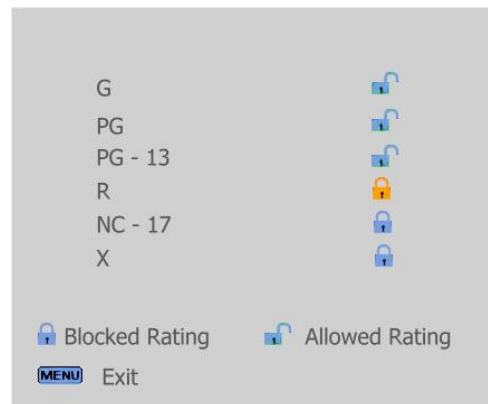 G
PG
PG - 13
R
NC - 17
X
Blocked Rating Allowed Rating
MENU Exit